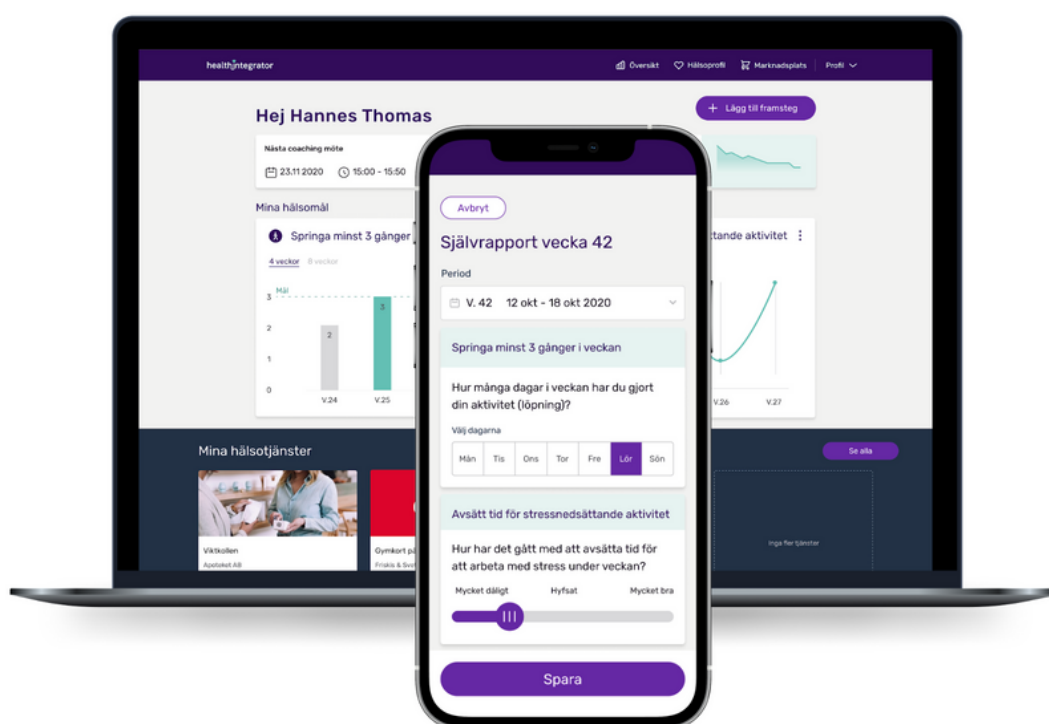 healthintegrator
Översikt
Hälsoprofil
Marknadsplats
Profil
Hej Hannes Thomas
+ Lägg till framsteg
Nästa coaching möte
23.11 2020
15:00 - 15:50
Mina hälsomål
Springa minst 3 gånger
4 veckor
8 veckor
Mål
3
2
1
0
2
3
V.24
V.25
ttande aktivitet
V.26
V.27
Mina hälsotjänster
Se alla
Viktkollen
Apoteket AB
Gymkort på
Friskis & Sve
Inga fler tjänster
Avbryt
Självrapport vecka 42
Period
V. 42 12 okt - 18 okt 2020
Springa minst 3 gånger i veckan
Hur många dagar i veckan har du gjort
din aktivitet (löpning)?
Välj dagarna
Mån Tis Ons Tor Fre Lör Sön
Avsätt tid för stressnedsättande aktivitet
Hur har det gått med att avsätta tid för
att arbeta med stress under veckan?
Mycket dåligt Hyfsat Mycket bra
Spara